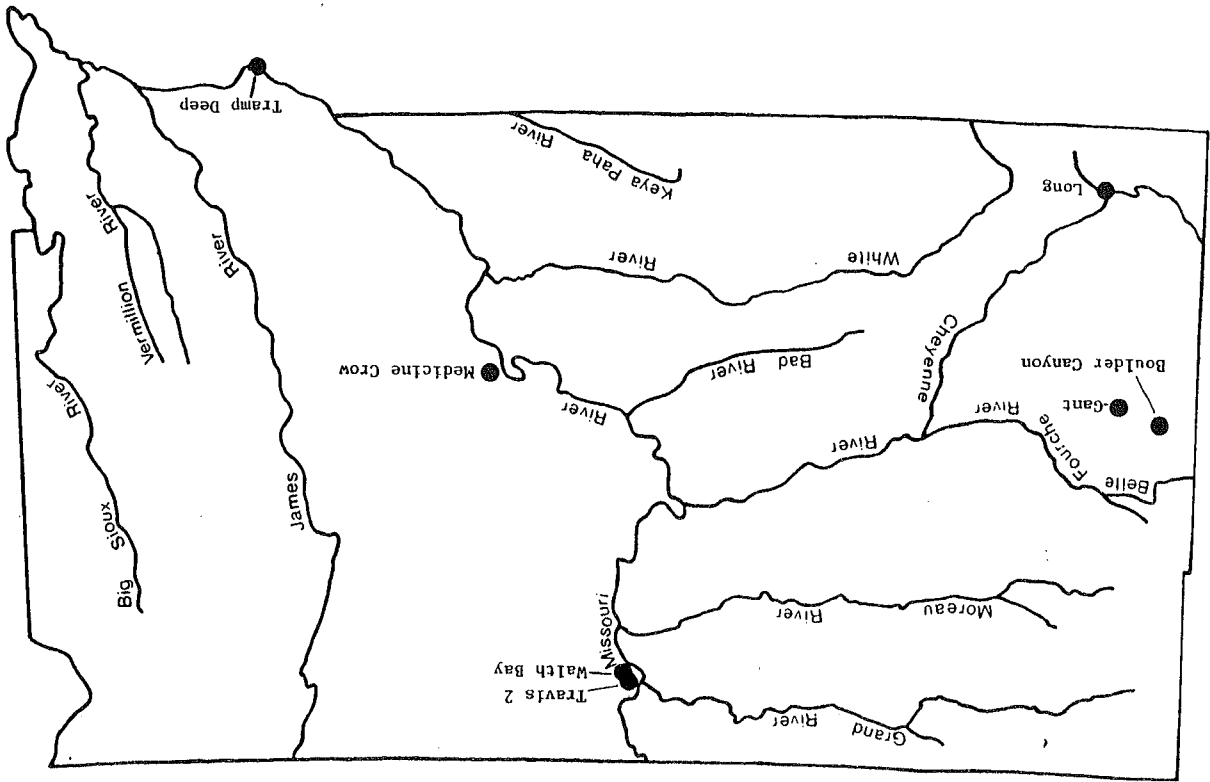 Grand River
Travis 2
Walth Bay
Missouri
Moreau River
Big Sioux River
James River
Belle Fourche River
River
Boulder Canyon
Gant
River
Medicine Crow
Bad River
Cheyenne
Vermillion River
White River
Long
Keya Paha River
Tramp Deep